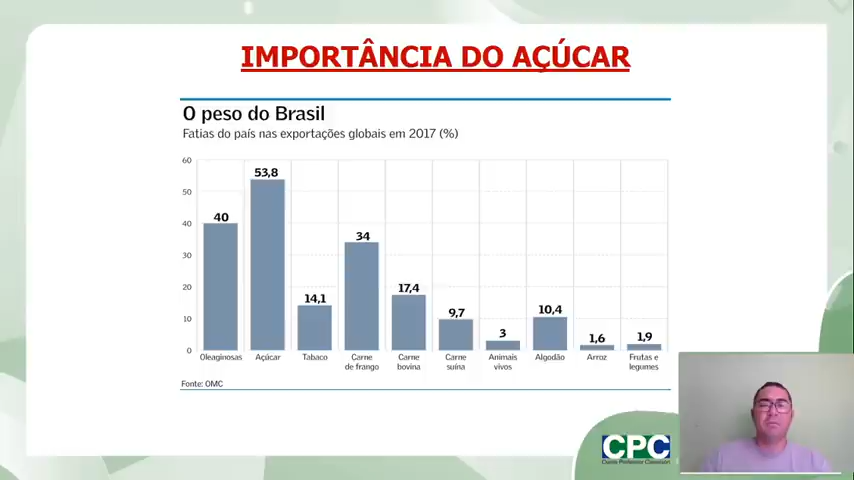 IMPORTÂNCIA DO AÇÚCAR
O peso do Brasil
Fatias do país nas exportações globais em 2017 (%)
60
50
40
30
20
10
0
40
53,8
14,1
34
17,4
9,7
3
10,4
1,6
1,9
Oleaginosas
Açúcar
Tabaco
Carne
de frango
Carne
bovina
Carne
suína
Animais
vivos
Algodão
Arroz
Frutas e
legumes
Fonte: OMC
CPC